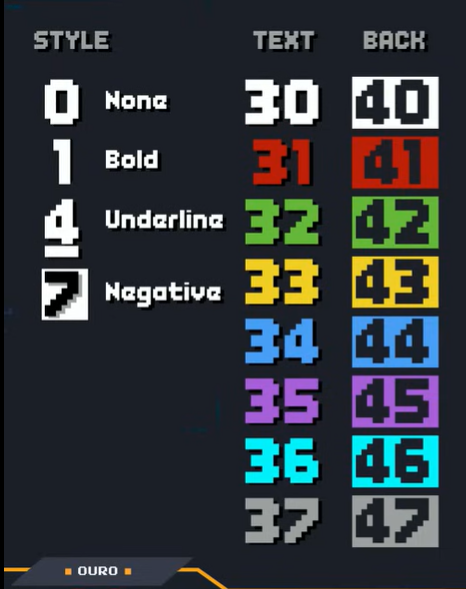 STYLE TEXT BACK
0 None 30 40
1 Bold 31 41
4 Underline 32 42
7 Negative 33 43
34 44
35 45
36 46
37 47
OURO